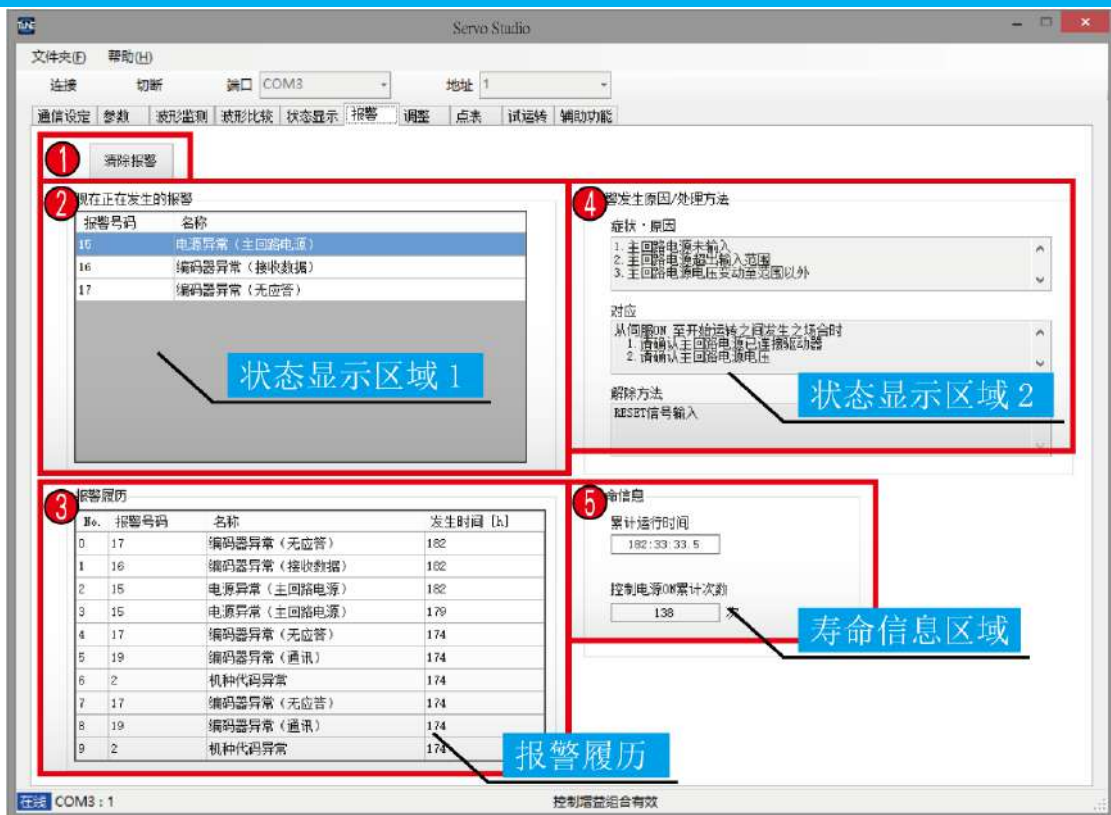 TUNE
Servo Studio
文件夹(F) 帮助(H)
连接 切断 端口 COM3 地址 1
通信设定 参数 波形监测 波形比较 状态显示 报警 调整 点表 试运转 辅助功能
1
清除报警
2
现在正在发生的报警
报警号码 名称
15 电源异常（主回路电源）
16 编码器异常（接收数据）
17 编码器异常（无应答）
状态显示区域 1
4
警发生原因/处理方法
症状・原因
1.主回路电源未输入
2.主回路电源超出输入范围
3.主回路电源电压变动至范围以外
对应
从伺服ON 至开始运转之间发生之场合时
1.请确认主回路电源已连接驱动器
2.请确认主回路电源电压
状态显示区域 2
解除方法
RESET信号输入
3
报警履历
No. 报警号码 名称 发生时间 [h]
0 17 编码器异常（无应答） 182
1 16 编码器异常（接收数据） 182
2 15 电源异常（主回路电源） 182
3 15 电源异常（主回路电源） 179
4 17 编码器异常（无应答） 174
5 19 编码器异常（通讯） 174
6 2 机种代码异常 174
7 17 编码器异常（无应答） 174
8 19 编码器异常（通讯） 174
9 2 机种代码异常 174
报警履历
5
命信息
累计运行时间
182:33:33.5
控制电源ON累计次数
138 次
寿命信息区域
在线 COM3 : 1 控制增益组合有效